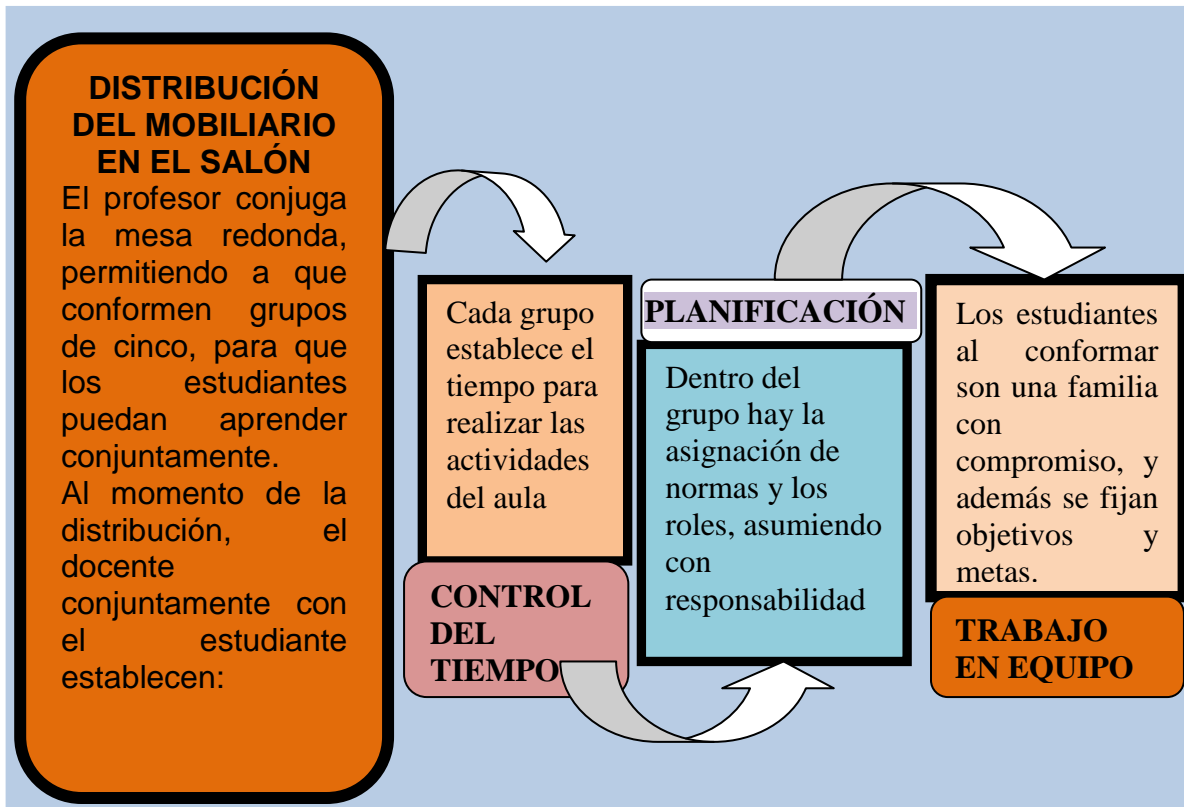 DISTRIBUCIÓN
DEL MOBILIARIO
EN EL SALÓN
El profesor conjuga
la mesa redonda,
permitiendo a que
conformen grupos
de cinco, para que
los estudiantes
puedan aprender
conjuntamente.
Al momento de la
distribución, el
docente
conjuntamente con
el estudiante
establecen:
Cada grupo
establece el
tiempo para
realizar las
actividades
del aula
CONTROL
DEL
TIEMPO
PLANIFICACIÓN
Dentro del
grupo hay la
asignación de
normas y los
roles, asumiendo
con
responsabilidad
Los estudiantes
al conformar
son una familia
con
compromiso, y
además se fijan
objetivos y
metas.
TRABAJO
EN EQUIPO